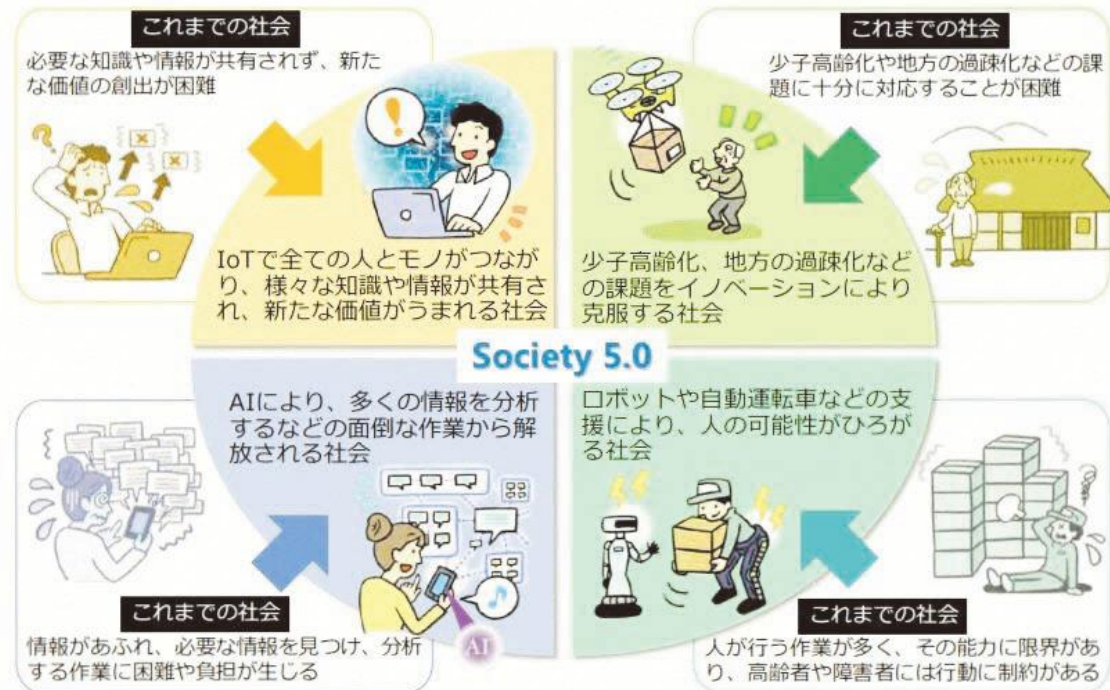 これまでの社会
必要な知識や情報が共有されず、新た
な価値の創出が困難
これまでの社会
少子高齢化や地方の過疎化などの課
題に十分に対応することが困難
IoTで全ての人とモノがつなが
り、様々な知識や情報が共有さ
れ、新たな価値がうまれる社会
少子高齢化、地方の過疎化など
の課題をイノベーションにより
克服する社会
Society 5.0
AIにより、多くの情報を分析
するなどの面倒な作業から解
放される社会
ロボットや自動運転車などの支
援により、人の可能性がひろが
る社会
AI
これまでの社会
情報があふれ、必要な情報を見つけ、分析
する作業に困難や負担が生じる
これまでの社会
人が行う作業が多く、その能力に限界があ
り、高齢者や障害者には行動に制約がある